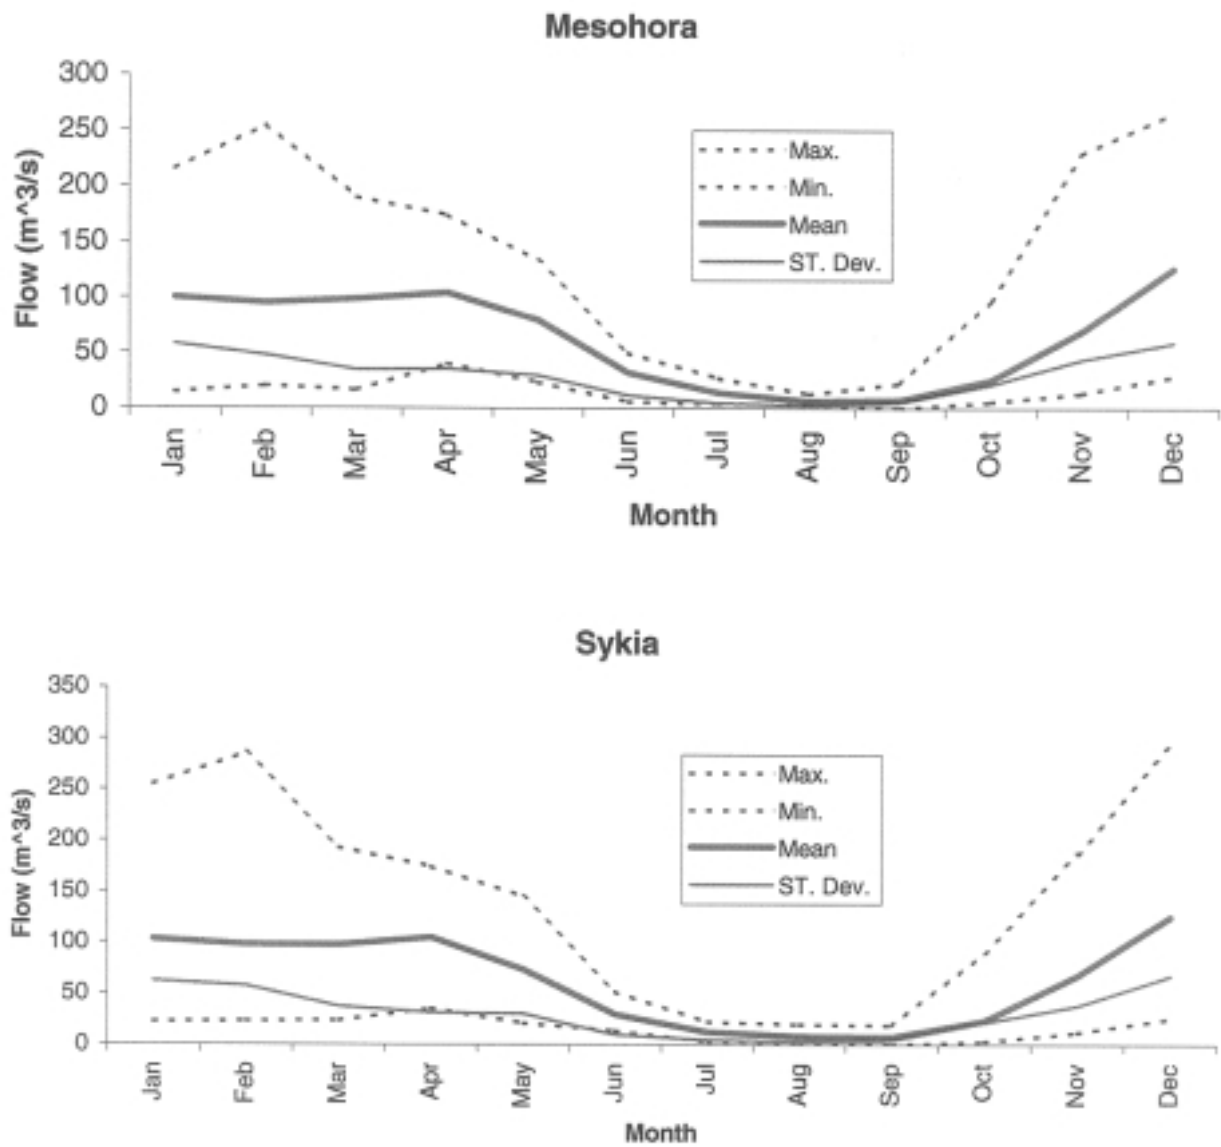 Mesohora
300
250
200
150
100
50
0
Flow (m^3/s)
Max.
Min.
Mean
ST. Dev.
Jan Feb Mar Apr May Jun Jul Aug Sep Oct Nov Dec
Month
Sykia
350
300
250
200
150
100
50
0
Flow (m^3/s)
Max.
Min.
Mean
ST. Dev.
Jan Feb Mar Apr May Jun Jul Aug Sep Oct Nov Dec
Month